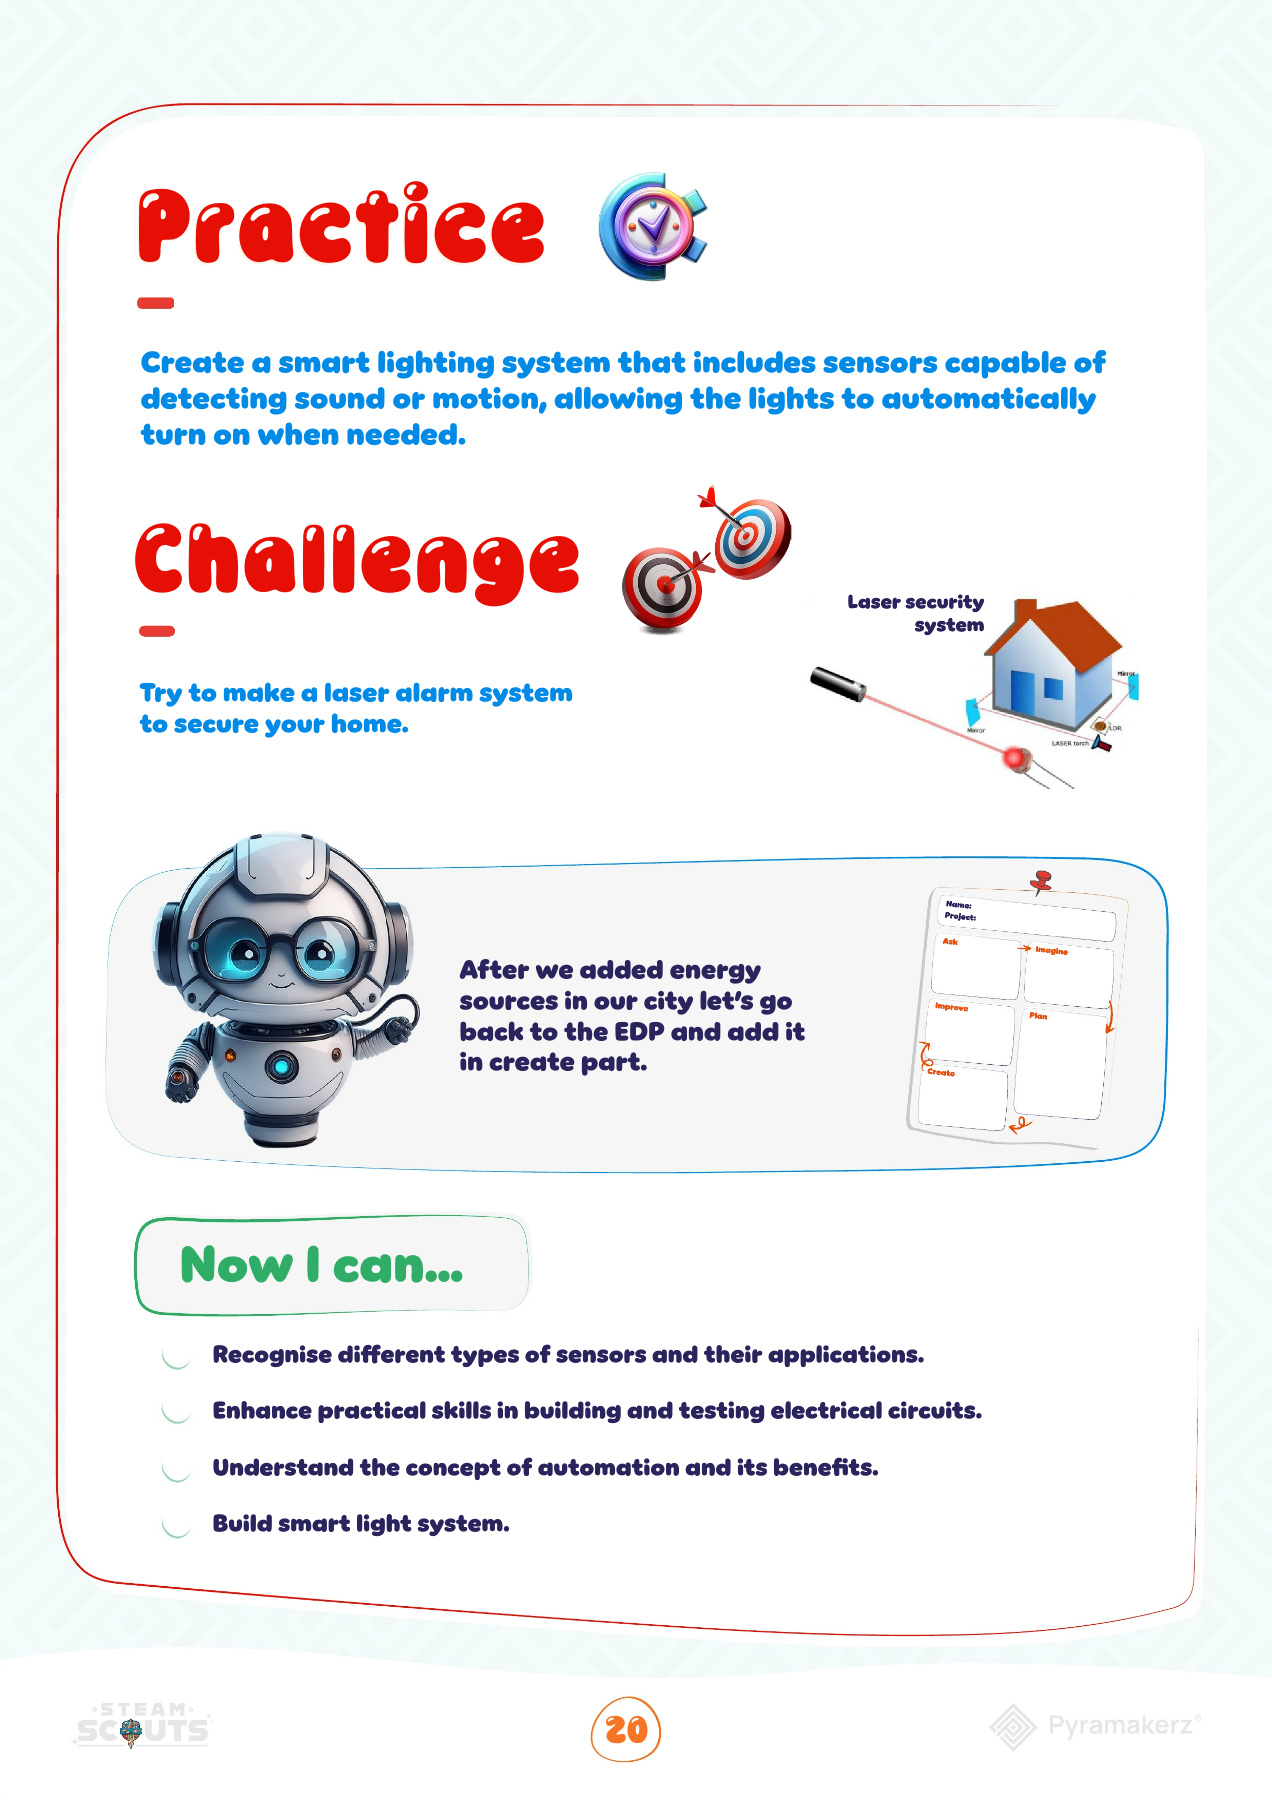 Practice
Create a smart lighting system that includes sensors capable of
detecting sound or motion, allowing the lights to automatically
turn on when needed.
Challenge
Laser security
system
Mirror
Mirror
LDR
LASER torch
Try to make a laser alarm system
to secure your home.
After we added energy
sources in our city let's go
back to the EDP and add it
in create part.
Name:
Project:
Ask
Imagine
Improve
Plan
Create
Now I can...
Recognise different types of sensors and their applications.
Enhance practical skills in building and testing electrical circuits.
Understand the concept of automation and its benefits.
Build smart light system.
STEAM
SCOUTS
20
Pyramakerz